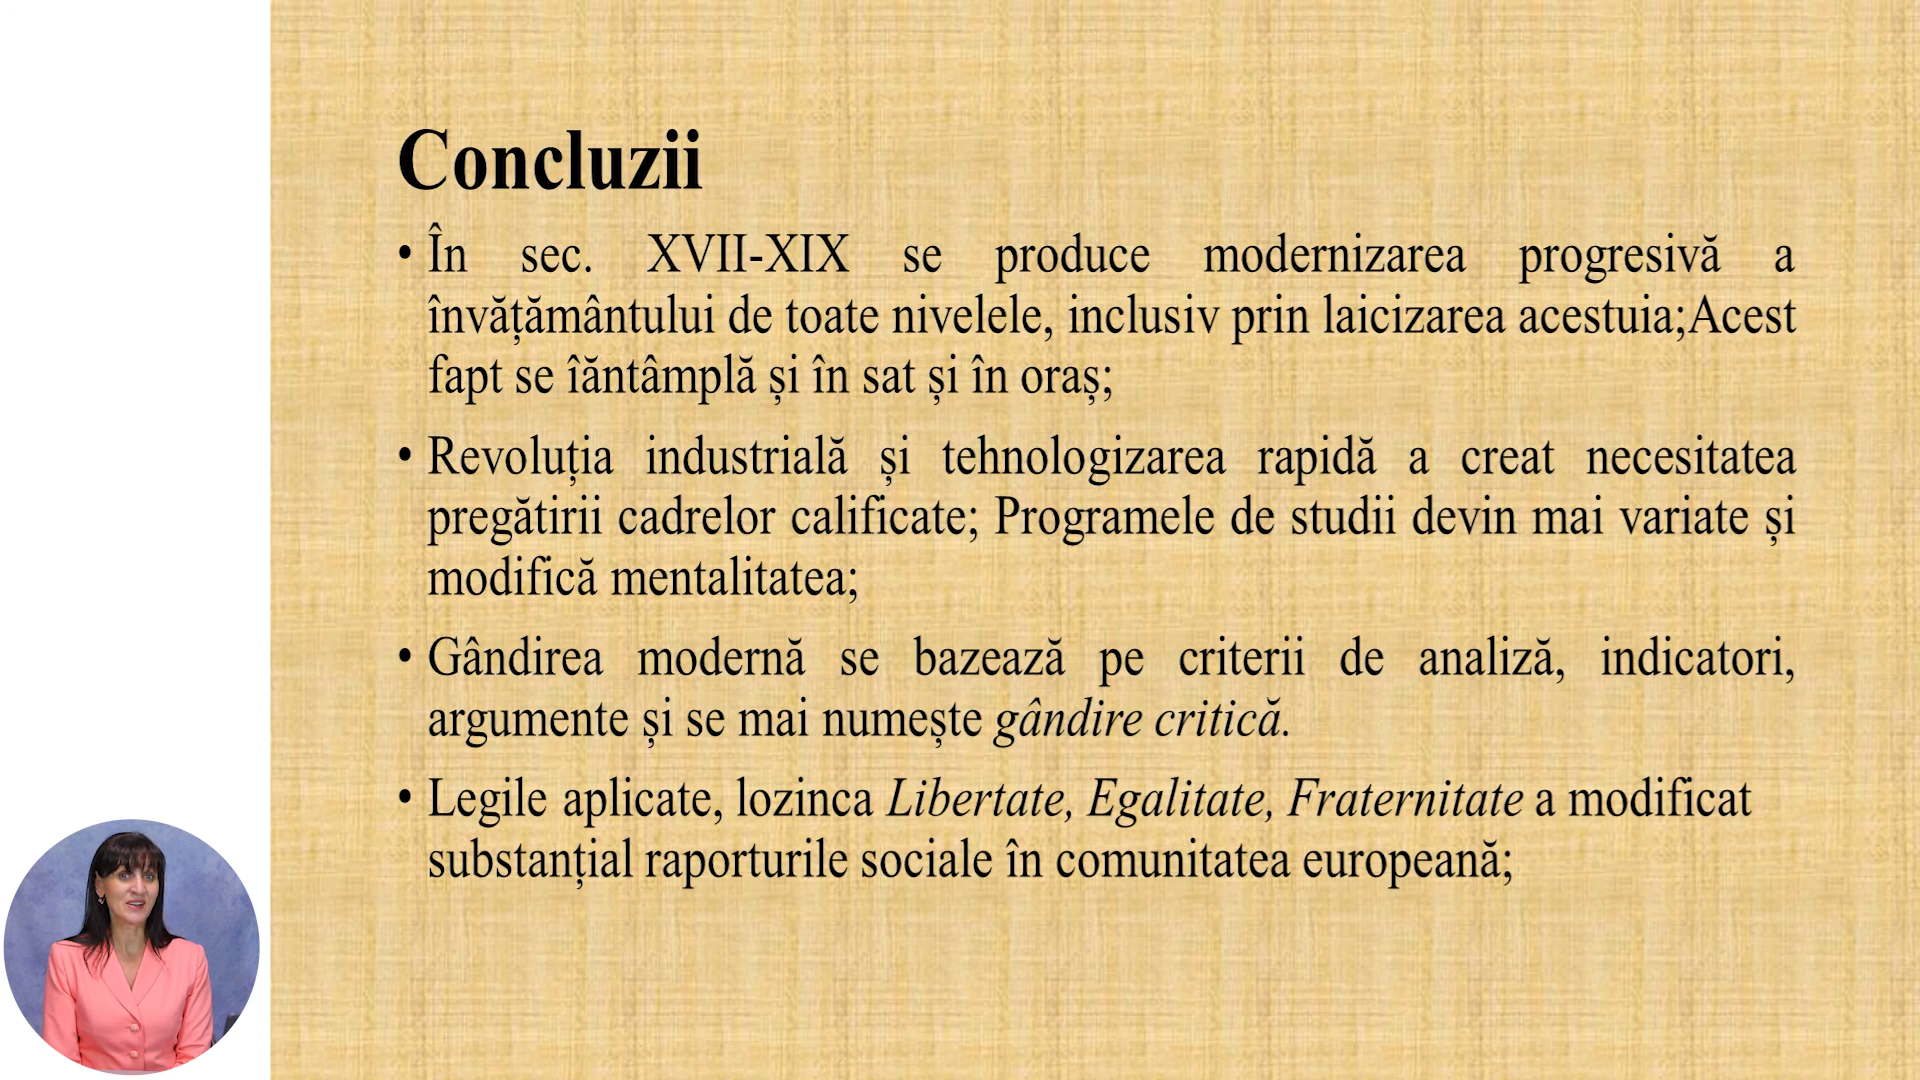 Concluzii
• În sec. XVII-XIX se produce modernizarea progresivă a
învățământului de toate nivelele, inclusiv prin laicizarea acestuia;Acest
fapt se îăntâmplă și în sat și în oraș;
• Revoluția industrială și tehnologizarea rapidă a creat necesitatea
pregătirii cadrelor calificate; Programele de studii devin mai variate și
modifică mentalitatea;
• Gândirea modernă se bazează pe criterii de analiză, indicatori,
argumente și se mai numește gândire critică.
• Legile aplicate, lozinca Libertate, Egalitate, Fraternitate a modificat
substanțial raporturile sociale în comunitatea europeană;